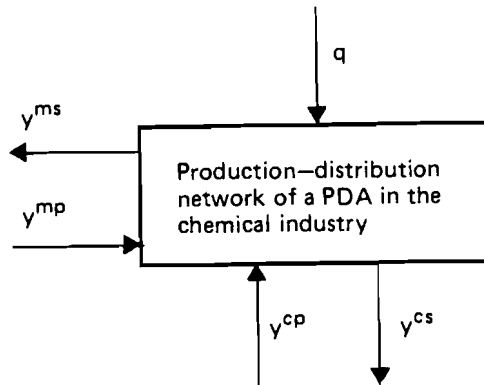 q
y^ms
Production–distribution
network of a PDA in the
chemical industry
y^mp
y^cp
y^cs